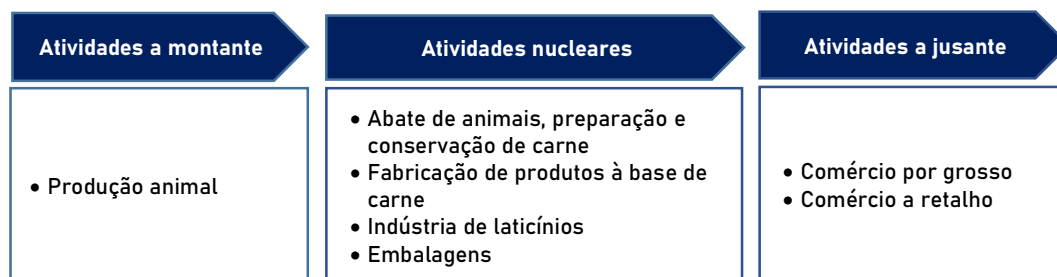 Atividades a montante
• Produção animal
Atividades nucleares
• Abate de animais, preparação e
conservação de carne
• Fabricação de produtos à base de
carne
• Indústria de laticínios
• Embalagens
Atividades a jusante
• Comércio por grosso
• Comércio a retalho